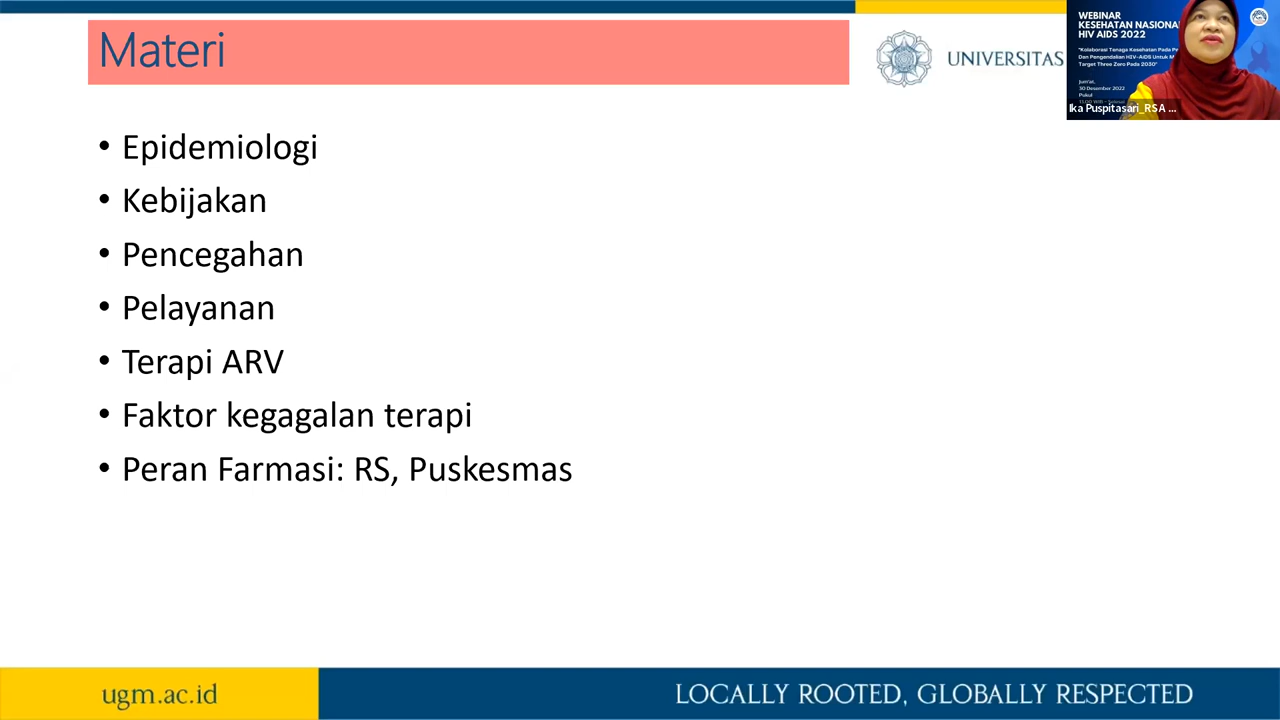 Materi
UNIVERSITAS
WEBINAR
KESEHATAN NASIONAL
HIV AIDS 2022
"Kolaborasi Tenaga Kesehatan Pada
Dan Pengendalian HIV-AIDS Untuk
Target Three Zero Pada 2030"
Jum'at,
30 Desember 2022
Pukul
Ika Puspitasari_RSA ...
• Epidemiologi
• Kebijakan
• Pencegahan
• Pelayanan
• Terapi ARV
• Faktor kegagalan terapi
• Peran Farmasi: RS, Puskesmas
ugm.ac.id
LOCALLY ROOTED, GLOBALLY RESPECTED